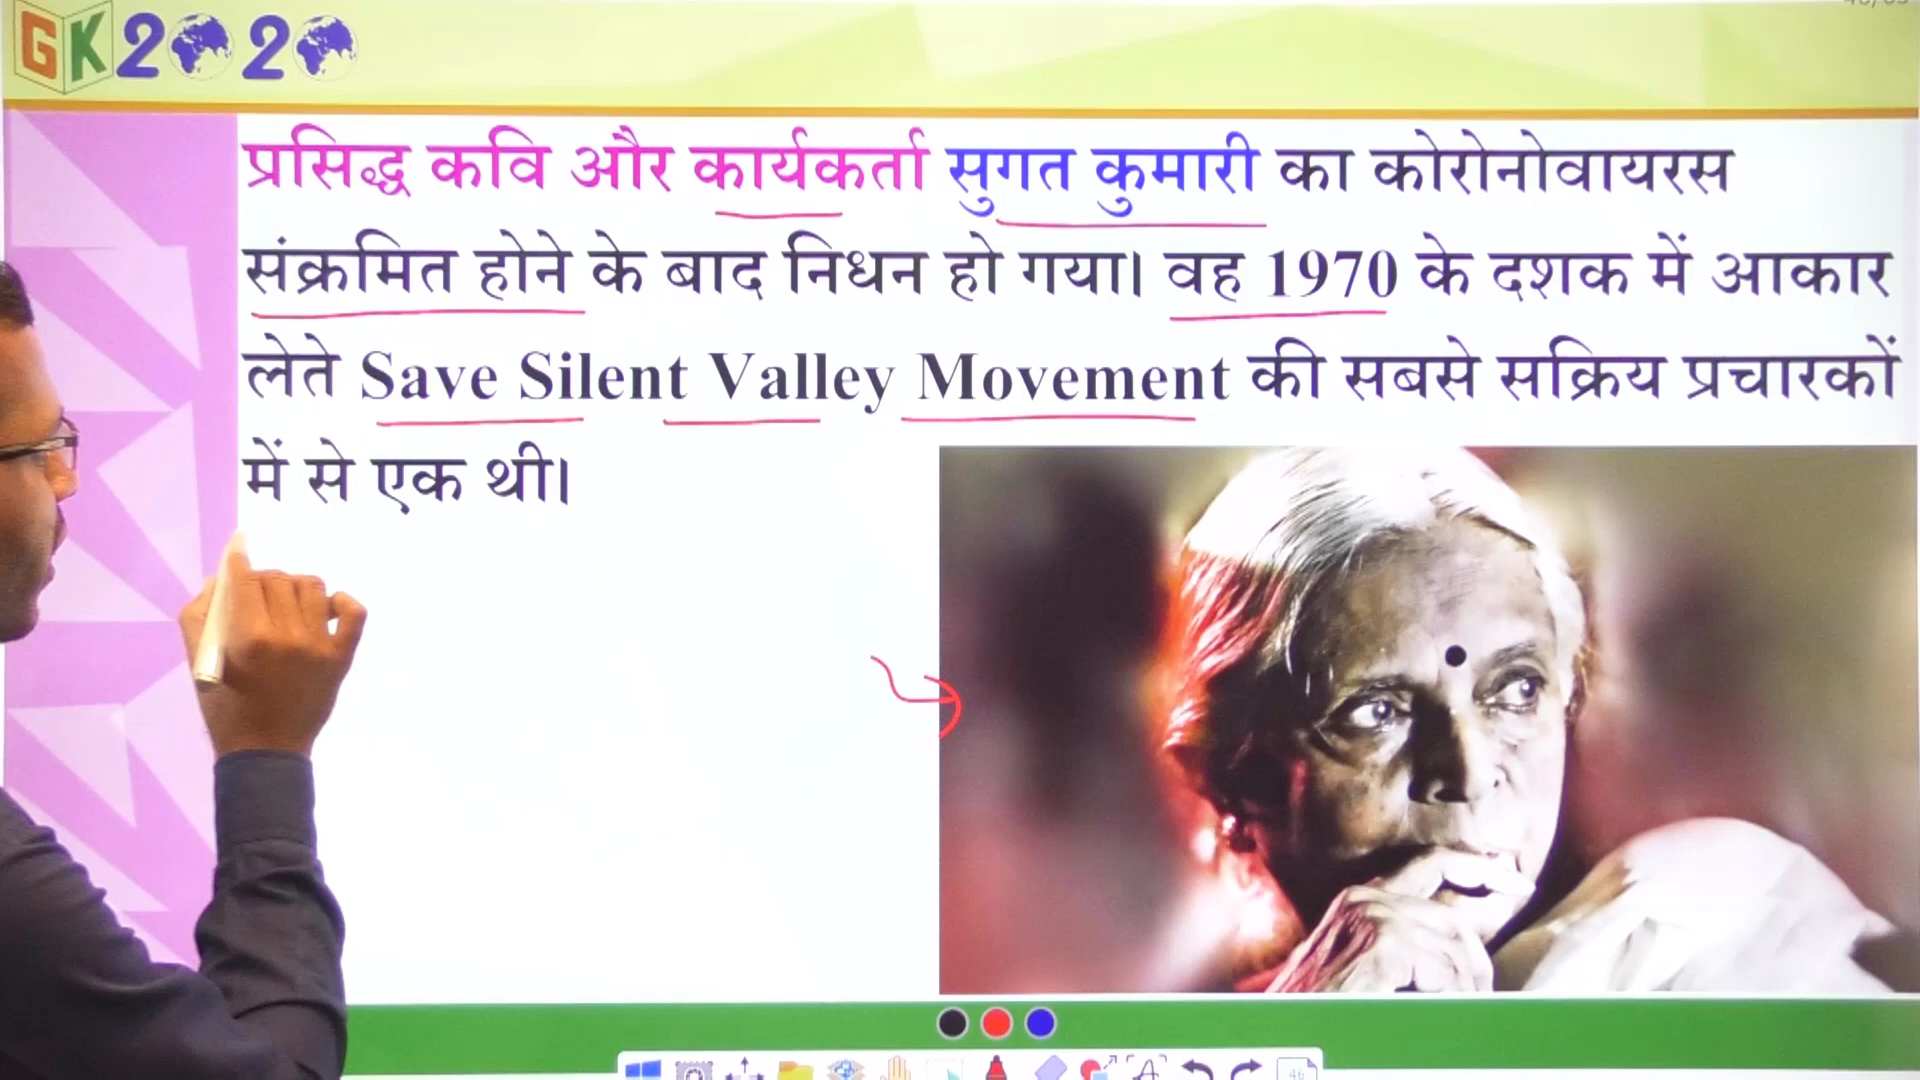 GK2020
प्रसिद्ध कवि और कार्यकर्ता सुगत कुमारी का कोरोनोवायरस
संक्रमित होने के बाद निधन हो गया। वह 1970 के दशक में आकार
लेते Save Silent Valley Movement की सबसे सक्रिय प्रचारकों
में से एक थी।
46